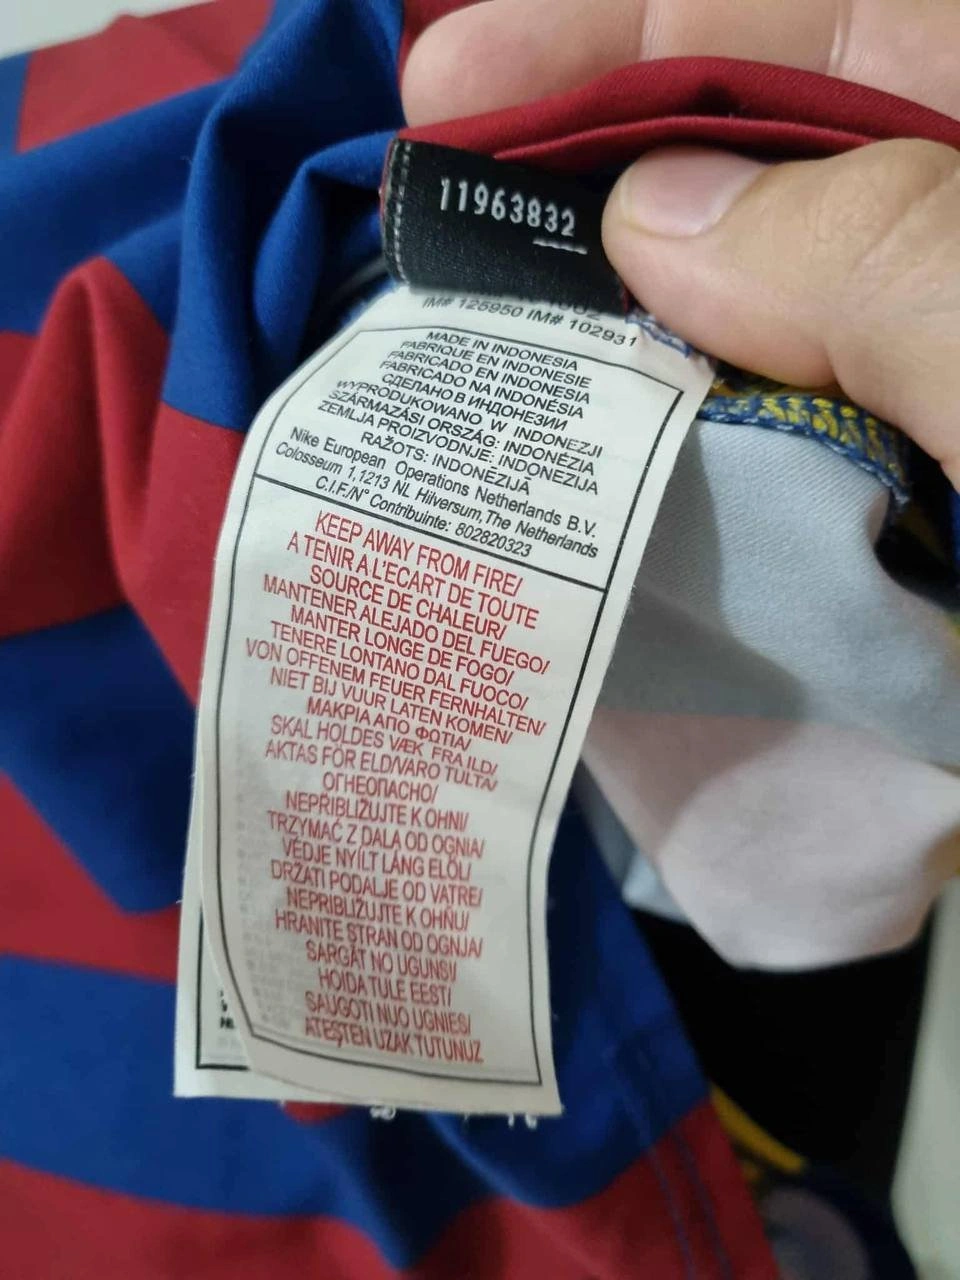 11963832
IM# 125950 IM# 102931
MADE IN INDONESIA
FABRIQUE EN INDONESIE
FABRICADO EN INDONESIA
FABRICADO NA INDONÉSIA
СДЕЛАНО В ИНДОНЕЗИИ
WYPRODUKOWANO W INDONEZJI
SZÁRMAZÁSI ORSZÁG: INDONÉZIA
ZEMLJA PROIZVODNJE: INDONEZIJA
RAŽOTS: INDONĒZIJĀ
Nike European Operations Netherlands B.V.
Colosseum 1,1213 NL Hilversum,The Netherlands
C.I.F./N° Contribuinte: 802820323
KEEP AWAY FROM FIRE/
A TENIR A L'ECART DE TOUTE
SOURCE DE CHALEUR/
MANTENER ALEJADO DEL FUEGO/
MANTER LONGE DE FOGO/
TENERE LONTANO DAL FUOCO/
VON OFFENEM FEUER FERNHALTEN/
NIET BIJ VUUR LATEN KOMEN/
ΜΑΚΡΙΑ ΑΠΟ ΦΩΤΙΑ/
SKAL HOLDES VÆK FRA ILD/
AKTAS FÖR ELD/VARO TULTA/
ОГНЕОПАСНО/
NEPRIBLIŽUJTE K OHNI/
TRZYMAĆ Z DALA OD OGNIA/
VÉDJE NYÍLT LÁNG ELÖL/
DRŽATI PODALJE OD VATRE/
NEPRIBLIŽUJTE K OHŇU/
HRANITE STRAN OD OGNJA/
SARGĀT NO UGUNS/
HOIDA TULE EEST/
SAUGOTI NUO UGNIES/
ATEŞTEN UZAK TUTUNUZ